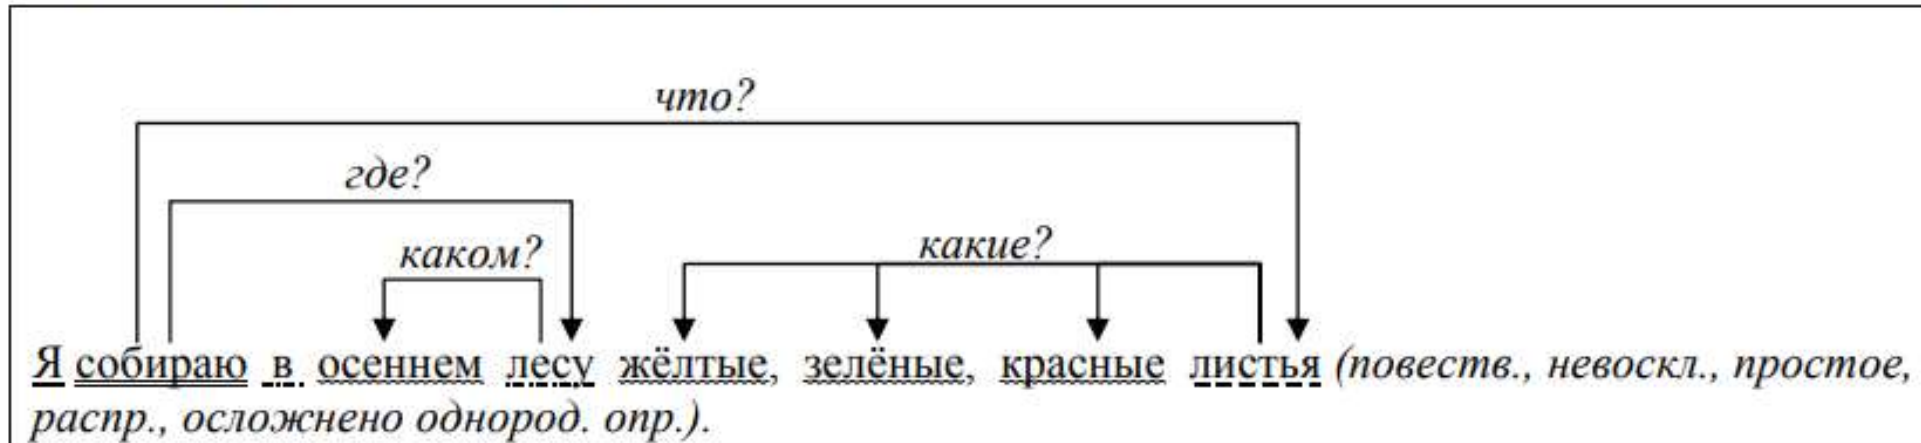 что?
где?
каком?
какие?
Я собираю в осеннем лесу жёлтые, зелёные, красные листья (повеств., невоскл., простое,
распр., осложнено однород. опр.).